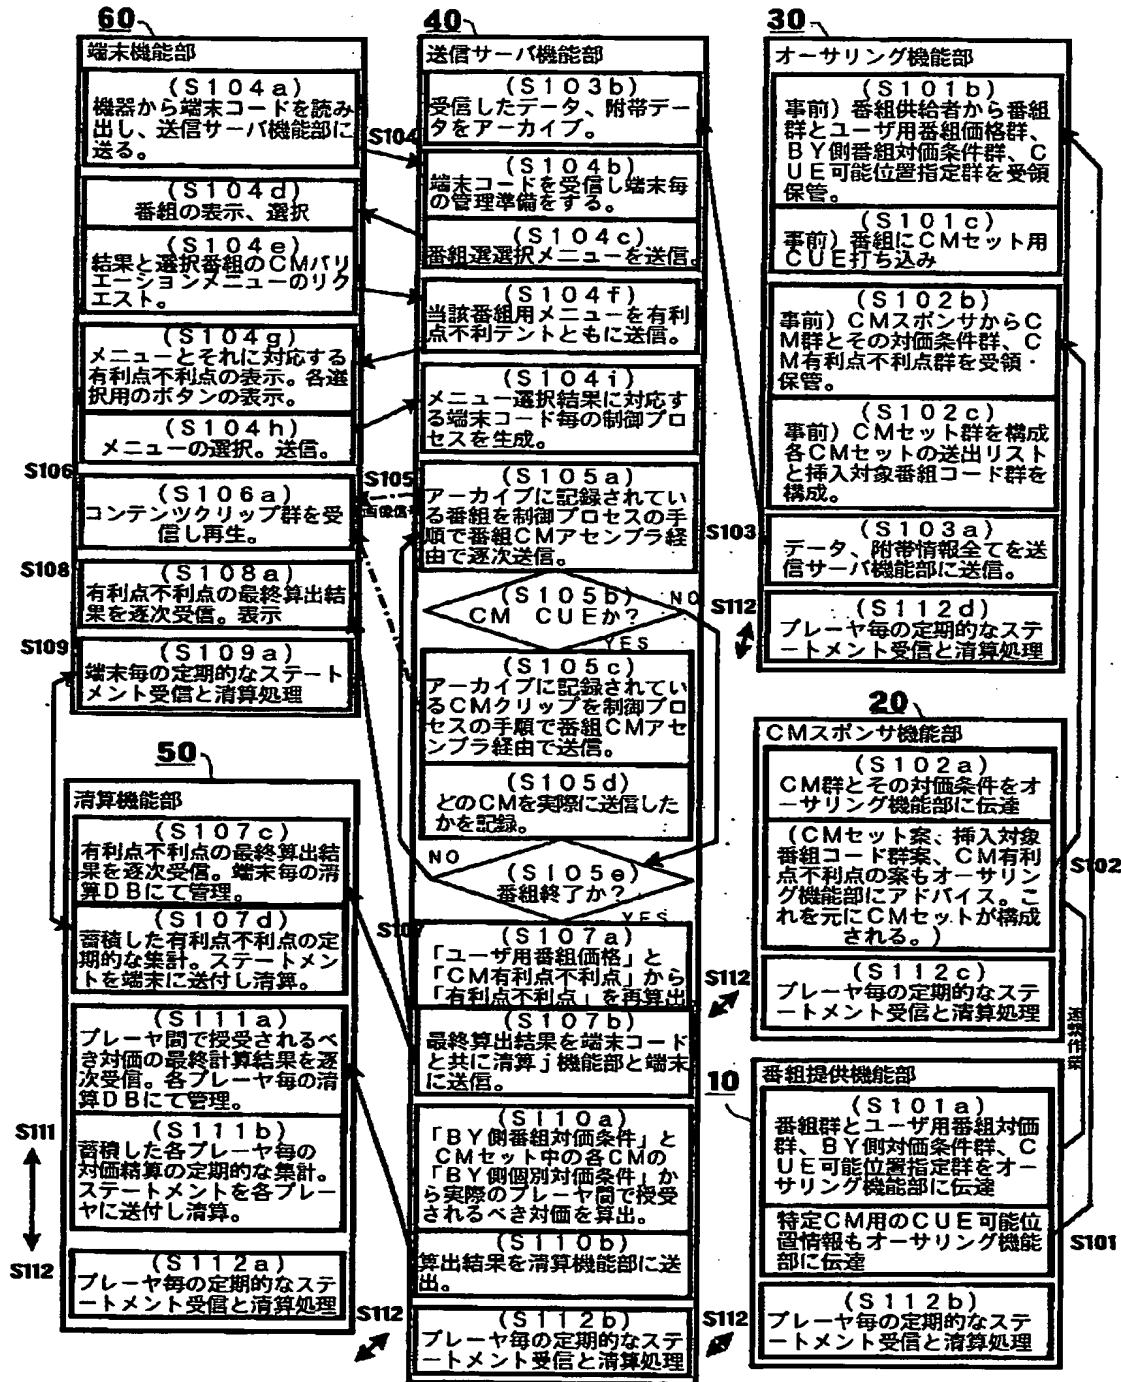 60
端末機能部
(S104a)
機器から端末コードを読み
出し、送信サーバ機能部に
送る。
S104
(S104d)
番組の表示、選択
(S104e)
結果と選択番組のCMバリ
エーションメニューのリク
エスト。
(S104g)
メニューとそれに対応する
有利点不利点の表示。各選
択用のボタンの表示。
(S104h)
メニューの選択。送信。
S106
(S106a)
コンテンツクリップ群を受
信し再生。
S105
画像信号
S108
(S108a)
有利点不利点の最終算出結
果を逐次受信。表示
S109
(S109a)
端末毎の定期的なステート
メント受信と清算処理
50
清算機能部
(S107c)
有利点不利点の最終算出結
果を逐次受信。端末毎の清
算DBにて管理。
(S107d)
蓄積した有利点不利点の定
期的な集計。ステートメン
トを端末に送付し清算。
(S111a)
プレーヤ間で授受されるべ
き対価の最終計算結果を逐
次受信。各プレーヤ毎の清
算DBにて管理。
S111
(S111b)
蓄積した各プレーヤ毎の
対価精算の定期的な集計。
ステートメントを各プレー
ヤに送付し清算。
S112
(S112a)
プレーヤ毎の定期的なステ
ートメント受信と清算処理
40
送信サーバ機能部
(S103b)
受信したデータ、附帯デー
タをアーカイブ。
(S104b)
端末コードを受信し端末毎
の管理準備をする。
(S104c)
番組選選択メニューを送信。
(S104f)
当該番組用メニューを有利
点不利テントともに送信。
(S104i)
メニュー選択結果に対応す
る端末コード毎の制御プロ
セスを生成。
(S105a)
アーカイブに記録されてい
る番組を制御プロセスの手
順で番組CMアセンブラ経
由で逐次送信。
(S105b)
CM CUEか?
NO
YES
(S105c)
アーカイブに記録されてい
るCMクリップを制御プロ
セスの手順で番組CMアセ
ンブラ経由で送信。
(S105d)
どのCMを実際に送信した
かを記録。
NO
(S105e)
番組終了か?
YES
S107
(S107a)
「ユーザ用番組価格」と
「CM有利点不利点」から
「有利点不利点」を再算出
(S107b)
最終算出結果を端末コード
と共に清算j機能部と端末
に送信。
(S110a)
「BY側番組対価条件」と
CMセット中の各CMの
「BY側個別対価条件」か
ら実際のプレーヤ間で授受
されるべき対価を算出。
(S110b)
算出結果を清算機能部に送
出。
S112
(S112b)
プレーヤ毎の定期的なステ
ートメント受信と清算処理
30
オーサリング機能部
(S101b)
事前)番組供給者から番組
群とユーザ用番組価格群、
BY側番組対価条件群、C
UE可能位置指定群を受領
保管。
(S101c)
事前)番組にCMセット用
CUE打ち込み
(S102b)
事前)CMスポンサからC
M群とその対価条件群、C
M有利点不利点群を受領・
保管。
(S102c)
事前)CMセット群を構成
各CMセットの送出リスト
と挿入対象番組コード群を
構成。
S103
(S103a)
データ、附帯情報全てを送
信サーバ機能部に送信。
S112
(S112d)
プレーヤ毎の定期的なステ
ートメント受信と清算処理
20
CMスポンサ機能部
(S102a)
CM群とその対価条件をオ
ーサリング機能部に伝達
(CMセット案、挿入対象
番組コード群案、CM有利
点不利点の案もオーサリン
グ機能部にアドバイス。こ
れを元にCMセットが構成
される。)
S102
S112
(S112c)
プレーヤ毎の定期的なステ
ートメント受信と清算処理
10
番組提供機能部
(S101a)
番組群とユーザ用番組対価
群、BY側対価条件群、C
UE可能位置指定群をオー
サリング機能部に伝達
特定CM用のCUE可能位
置情報もオーサリング機能
部に伝達
S101
S112
(S112b)
プレーヤ毎の定期的なステ
ートメント受信と清算処理